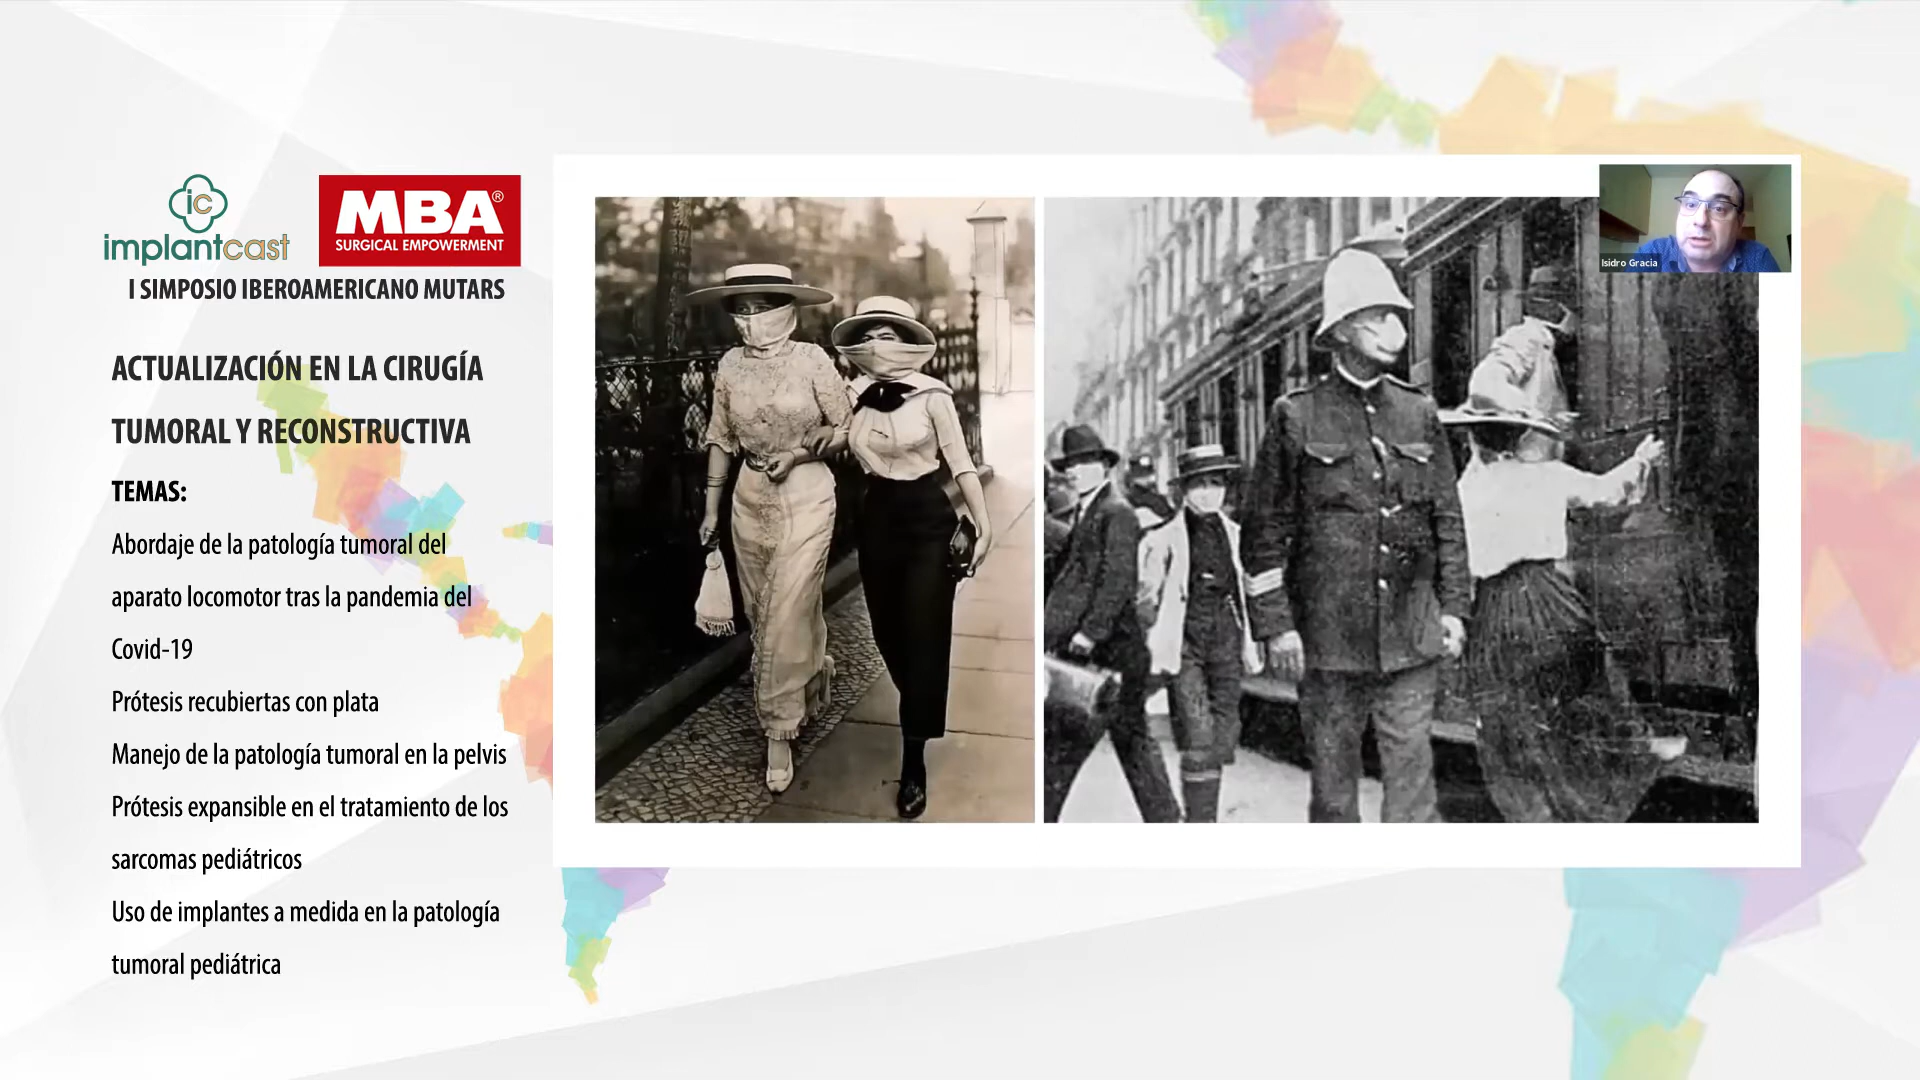 ic
implantcast
MBA®
SURGICAL EMPOWERMENT
I SIMPOSIO IBEROAMERICANO MUTARS
ACTUALIZACIÓN EN LA CIRUGÍA
TUMORAL Y RECONSTRUCTIVA
TEMAS:
Abordaje de la patología tumoral del
aparato locomotor tras la pandemia del
Covid-19
Prótesis recubiertas con plata
Manejo de la patología tumoral en la pelvis
Prótesis expansible en el tratamiento de los
sarcomas pediátricos
Uso de implantes a medida en la patología
tumoral pediátrica
Isidro Gracia